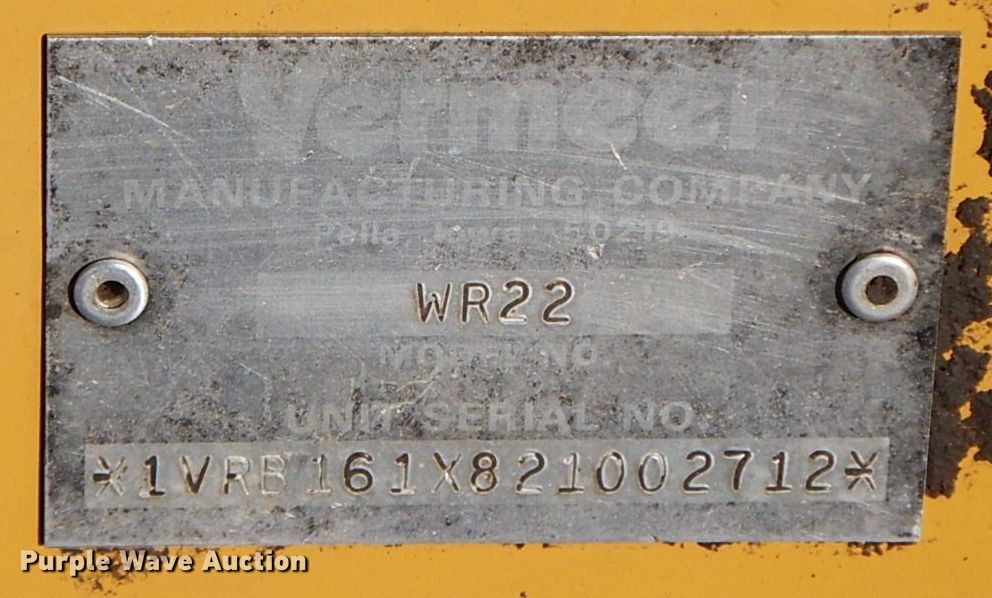 Vermeer
MANUFACTURING COMPANY
Pella, Iowa 50219
WR22
MODEL NO.
UNIT SERIAL NO.
*1VRB161X821002712*
Purple Wave Auction